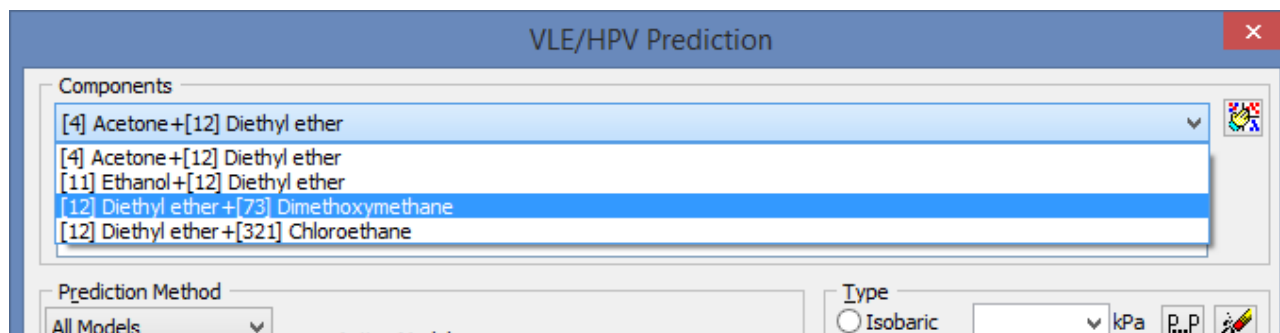 VLE/HPV Prediction
Components
[4] Acetone+[12] Diethyl ether
[4] Acetone+[12] Diethyl ether
[11] Ethanol+[12] Diethyl ether
[12] Diethyl ether+[73] Dimethoxymethane
[12] Diethyl ether+[321] Chloroethane
Prediction Method
Type
All Models
Isobaric
kPa
P...P